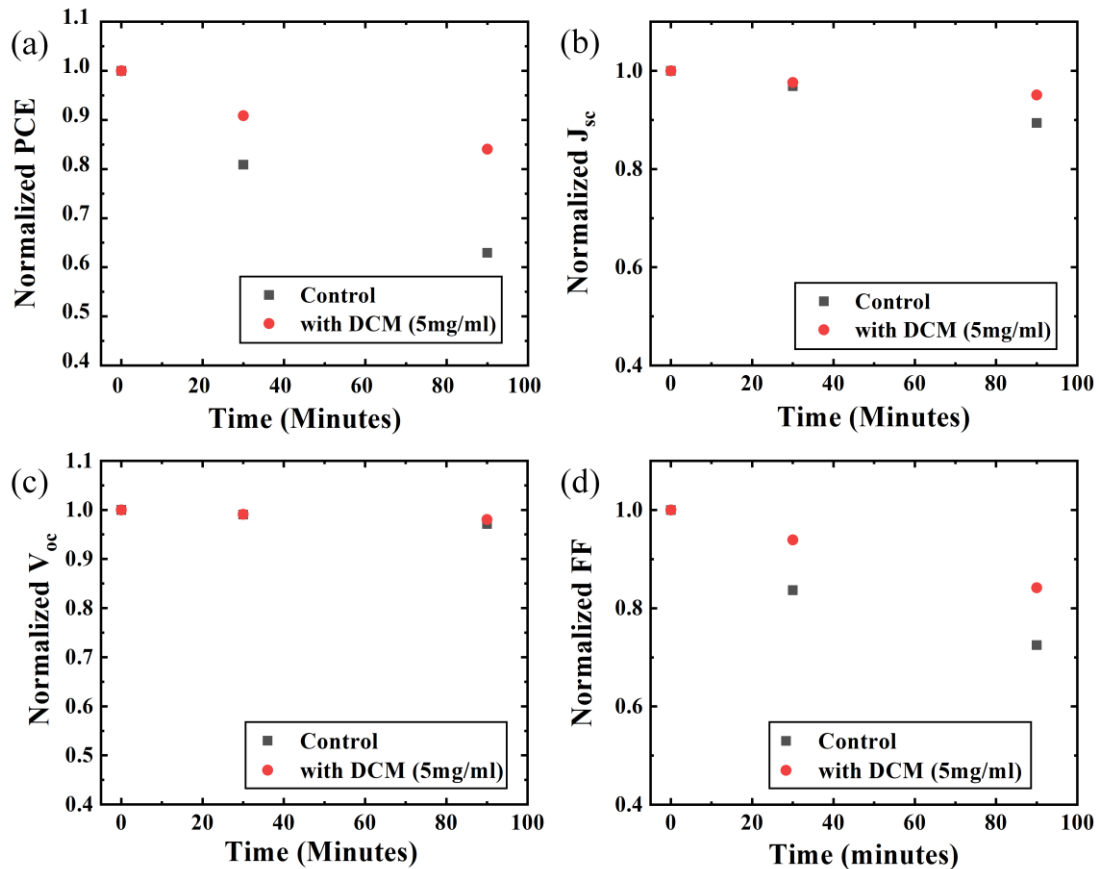 (a)
Normalized PCE
1.1
1.0
0.9
0.8
0.7
0.6
0.5
0.4
0 20 40 60 80 100
Time (Minutes)
Control
with DCM (5mg/ml)
(b)
Normalized Jsc
1.0
0.8
0.6
0.4
0 20 40 60 80 100
Time (Minutes)
Control
with DCM (5mg/ml)
(c)
Normalized Voc
1.1
1.0
0.9
0.8
0.7
0.6
0.5
0.4
0 20 40 60 80 100
Time (Minutes)
Control
with DCM (5mg/ml)
(d)
Normalized FF
1.0
0.8
0.6
0.4
0 20 40 60 80 100
Time (minutes)
Control
with DCM (5mg/ml)